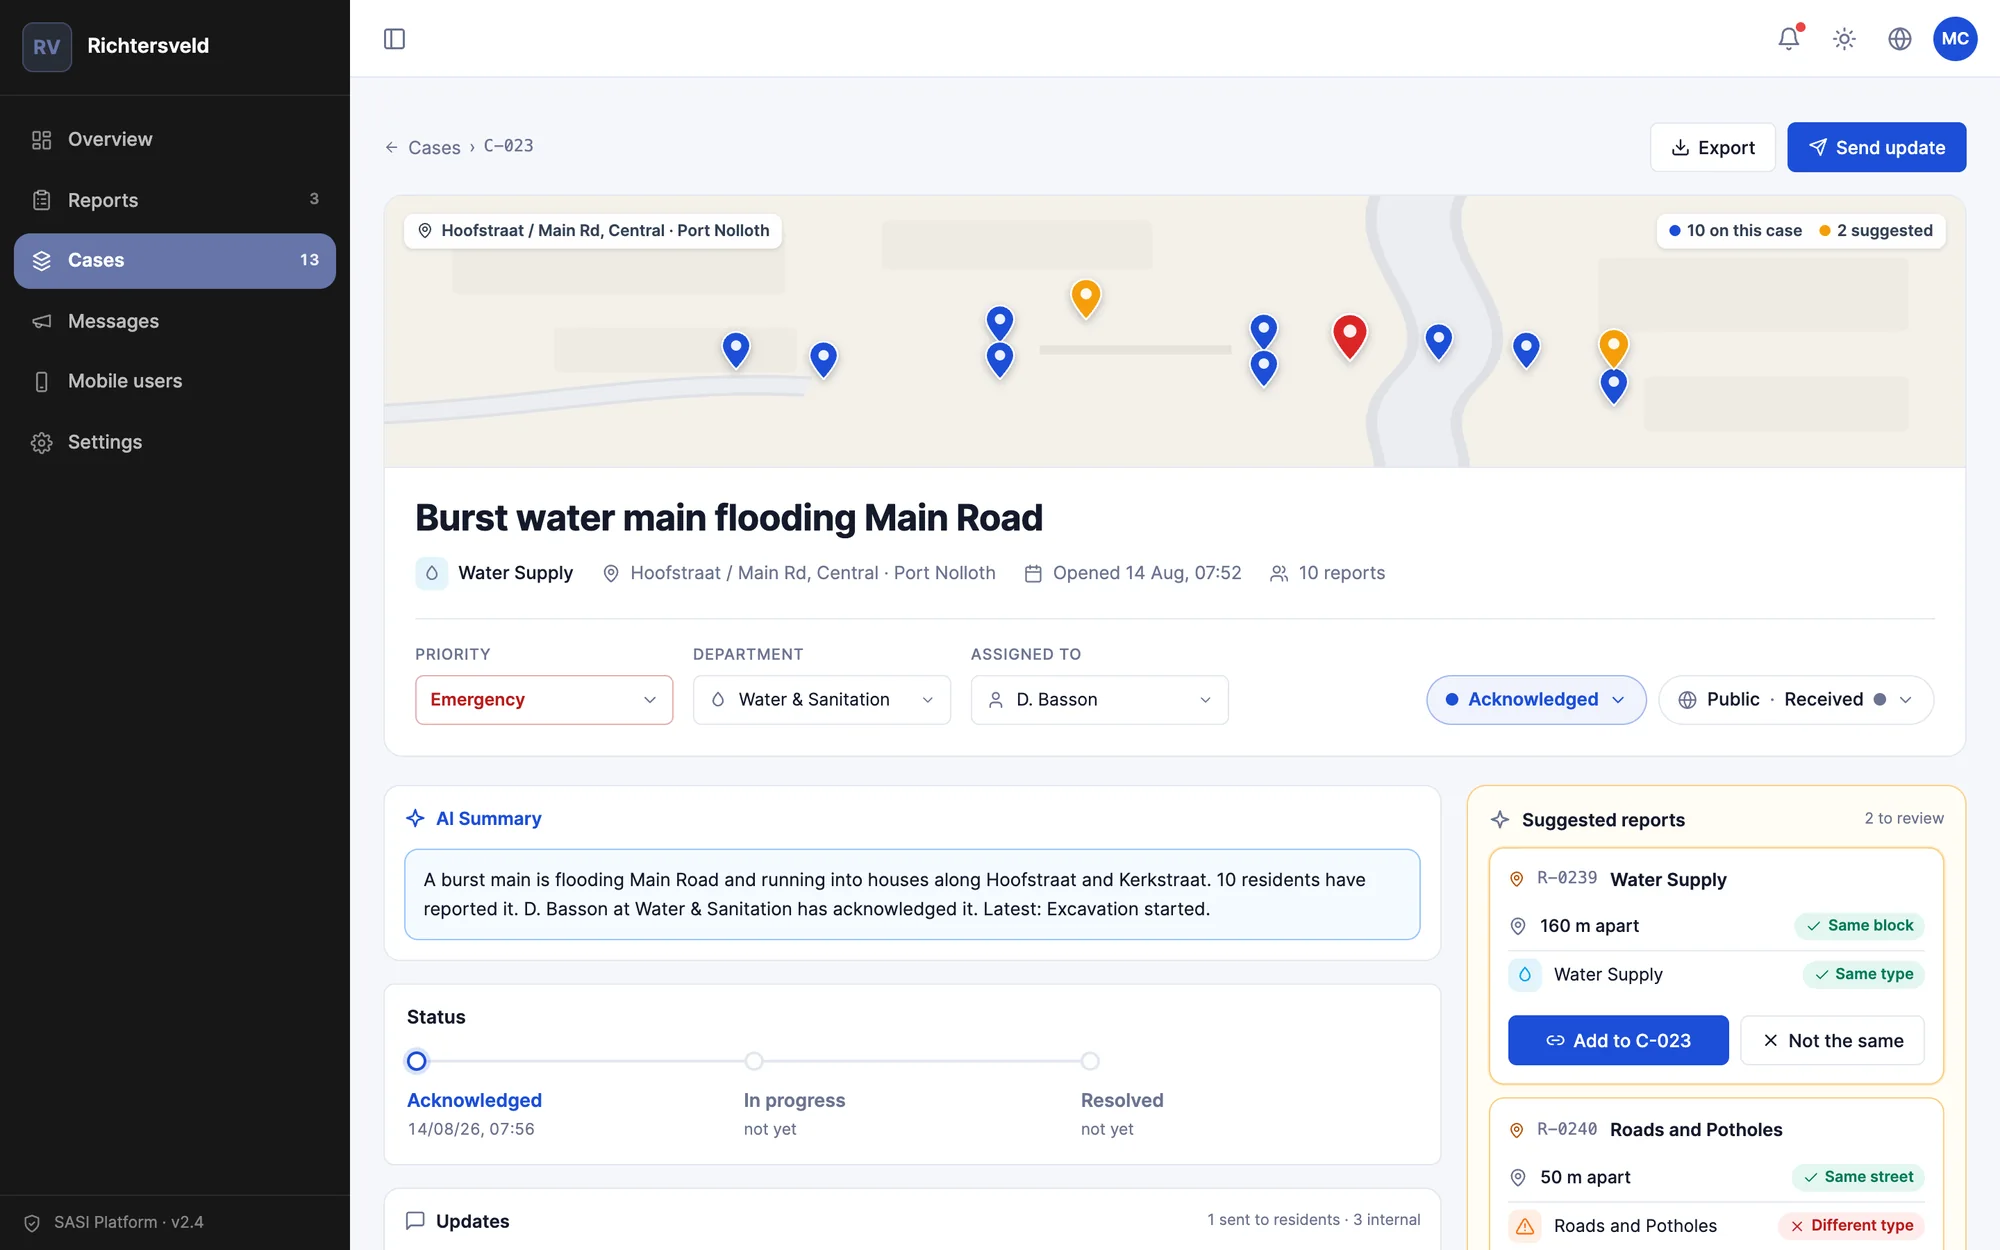 RV Richtersveld
Overview
Reports 3
Cases 13
Messages
Mobile users
Settings
SASI Platform · v2.4
MC
← Cases › C-023
Export
Send update
Hoofstraat / Main Rd, Central · Port Nolloth
10 on this case 2 suggested
Burst water main flooding Main Road
Water Supply Hoofstraat / Main Rd, Central · Port Nolloth Opened 14 Aug, 07:52 10 reports
PRIORITY DEPARTMENT ASSIGNED TO
Emergency Water & Sanitation D. Basson Acknowledged Public · Received
AI Summary
A burst main is flooding Main Road and running into houses along Hoofstraat and Kerkstraat. 10 residents have
reported it. D. Basson at Water & Sanitation has acknowledged it. Latest: Excavation started.
Status
Acknowledged In progress Resolved
14/08/26, 07:56 not yet not yet
Updates 1 sent to residents · 3 internal
Suggested reports 2 to review
R-0239 Water Supply
160 m apart Same block
Water Supply Same type
Add to C-023 Not the same
R-0240 Roads and Potholes
50 m apart Same street
Roads and Potholes Different type